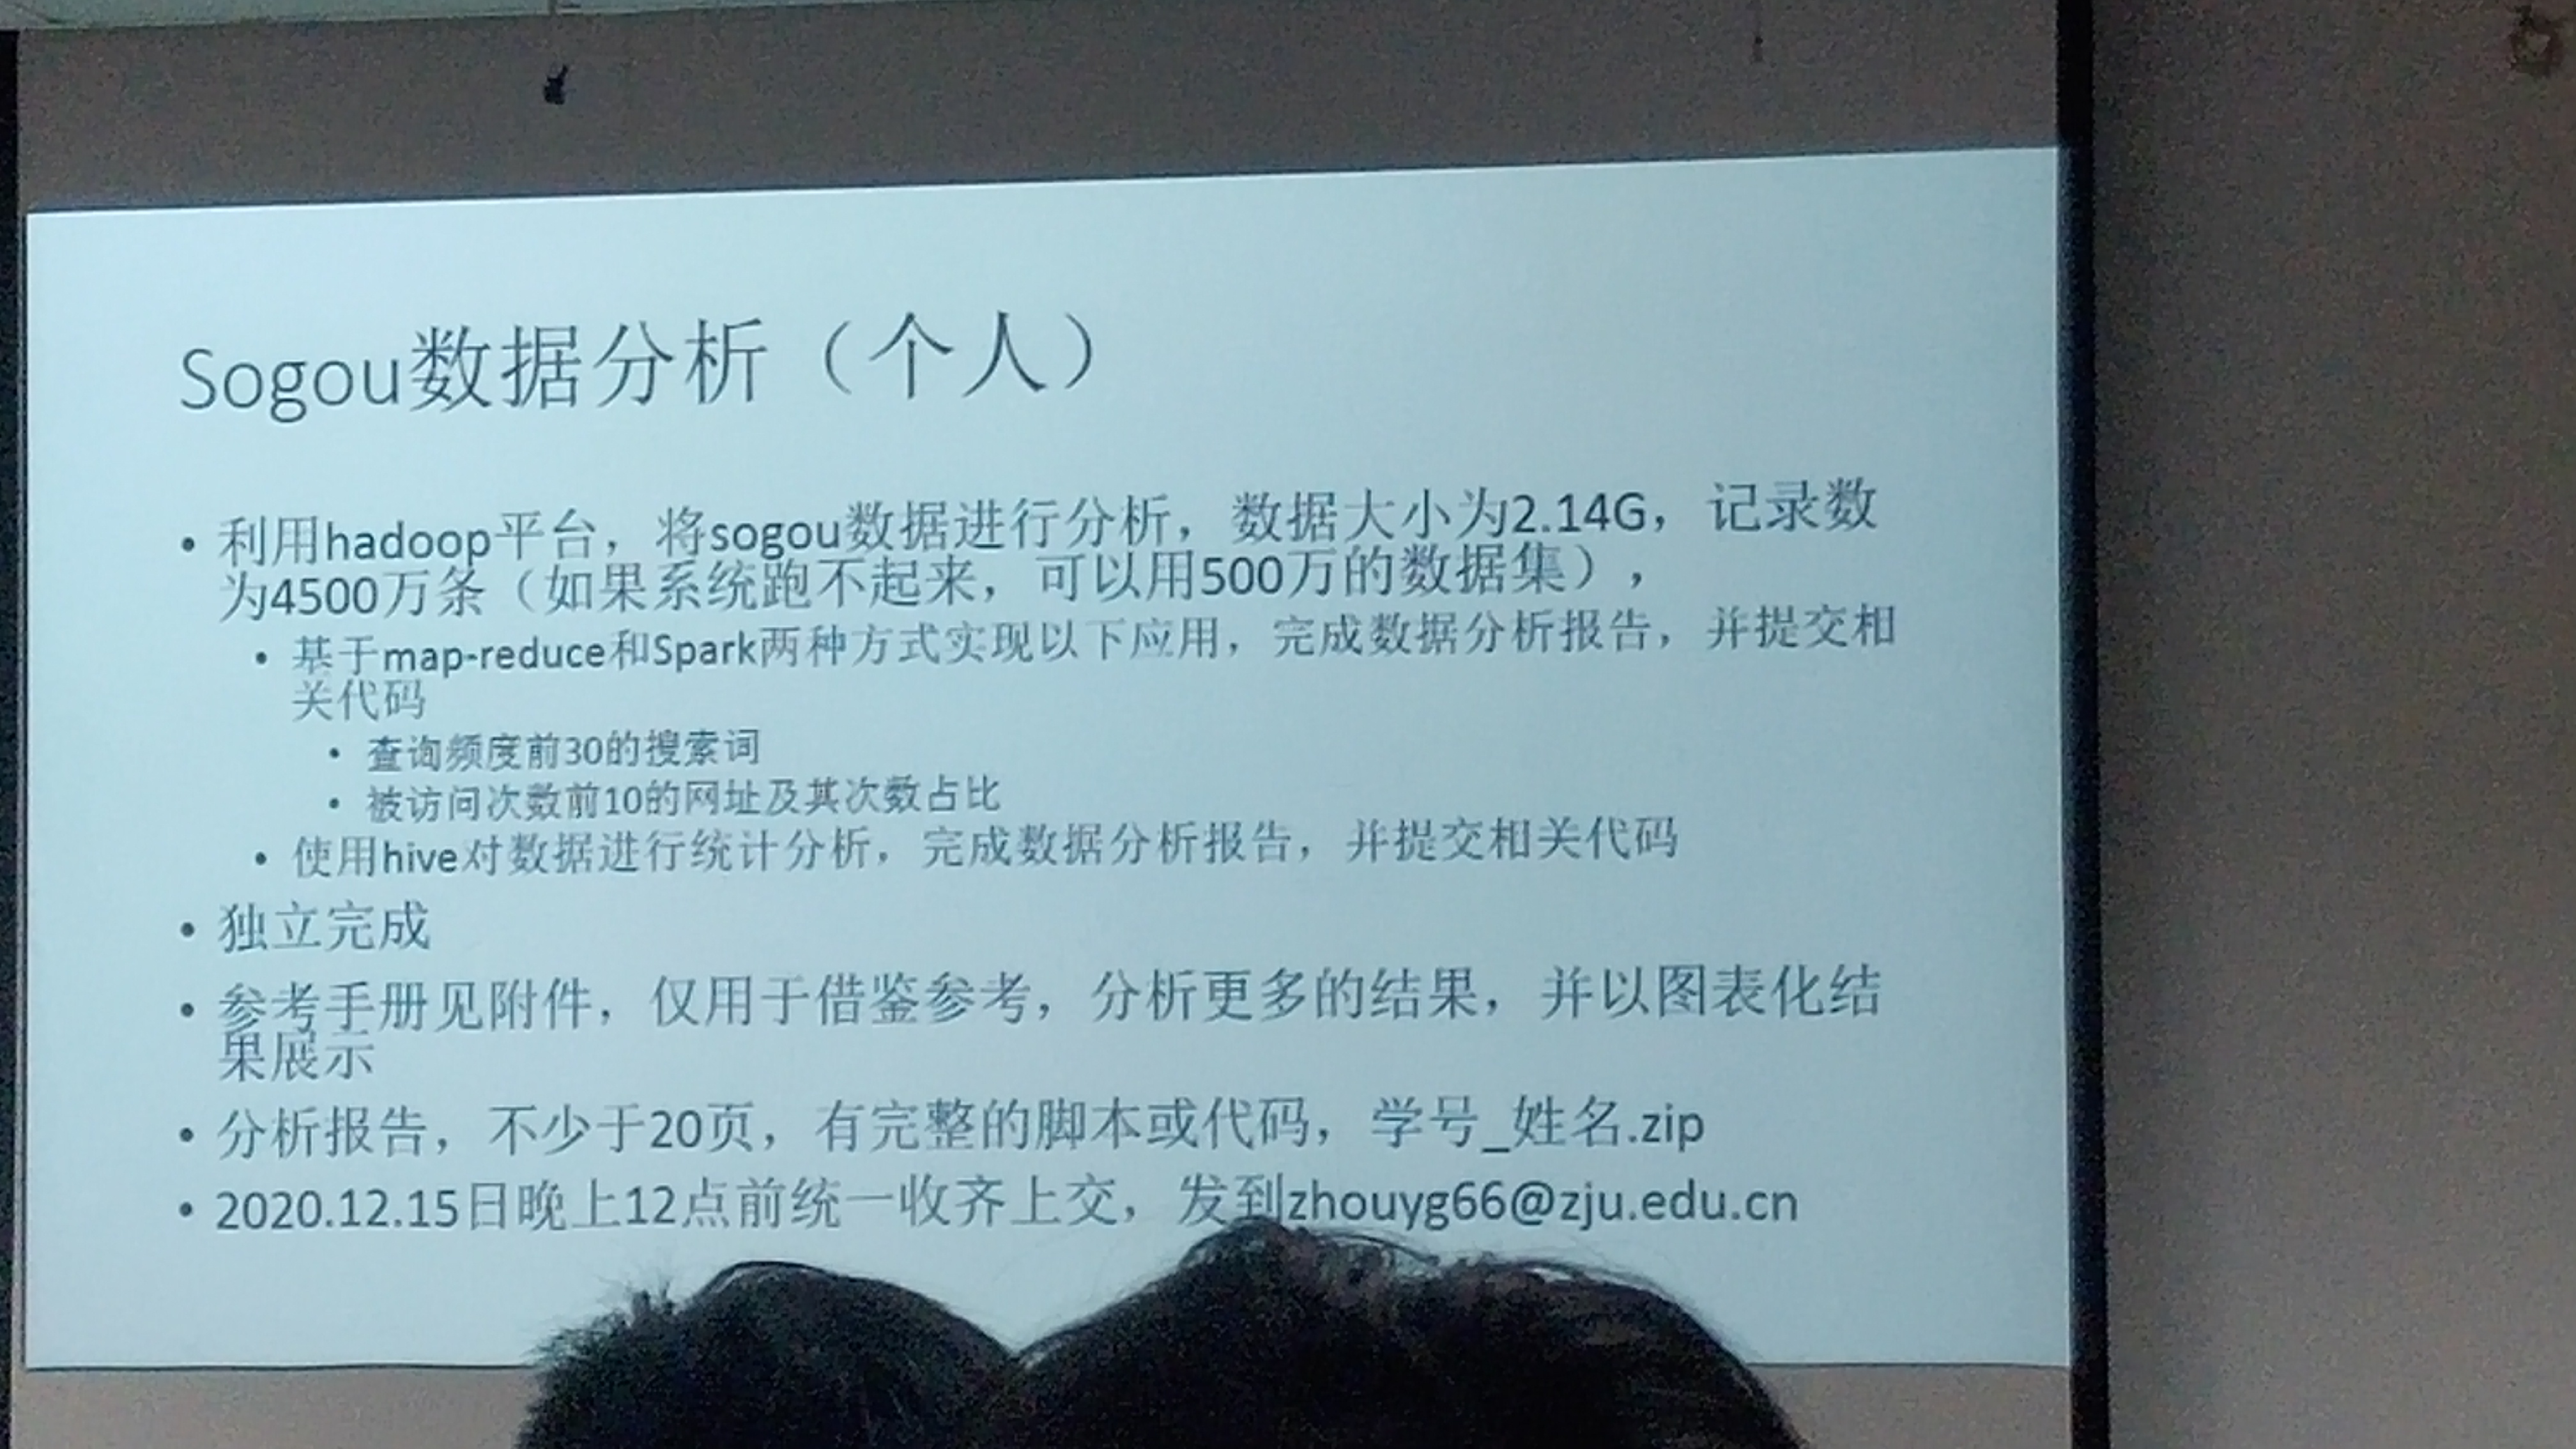 Sogou数据分析（个人）
• 利用hadoop平台，将sogou数据进行分析，数据大小为2.14G，记录数
为4500万条（如果系统跑不起来，可以用500万的数据集），
• 基于map-reduce和Spark两种方式实现以下应用，完成数据分析报告，并提交相
关代码
• 查询频度前30的搜索词
• 被访问次数前10的网址及其次数占比
• 使用hive对数据进行统计分析，完成数据分析报告，并提交相关代码
• 独立完成
• 参考手册见附件，仅用于借鉴参考，分析更多的结果，并以图表化结
果展示
• 分析报告，不少于20页，有完整的脚本或代码，学号_姓名.zip
• 2020.12.15日晚上12点前统一收齐上交，发到zhouyg66@zju.edu.cn